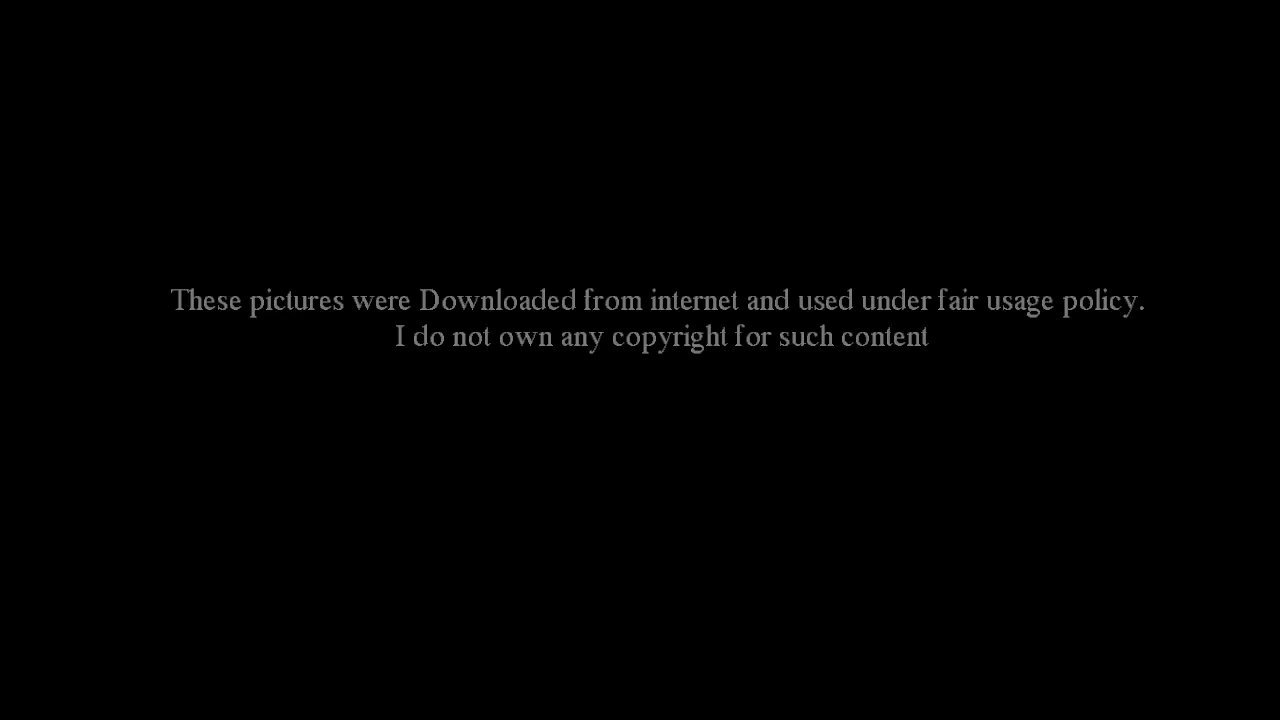 These pictures were Downloaded from internet and used under fair usage policy.
I do not own any copyright for such content